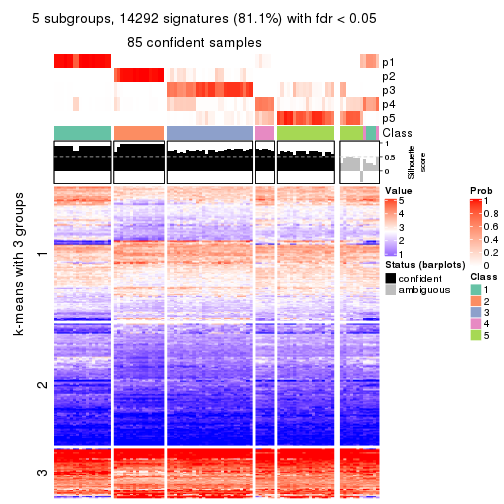 5 subgroups, 14292 signatures (81.1%) with fdr < 0.05
85 confident samples
p1
p2
p3
p4
p5
Class
1
0.5
0
Silhouette
score
k-means with 3 groups
1
2
3
Value
5
4
3
2
1
Status (barplots)
confident
ambiguous
Prob
1
0.8
0.6
0.4
0.2
0
Class
1
2
3
4
5